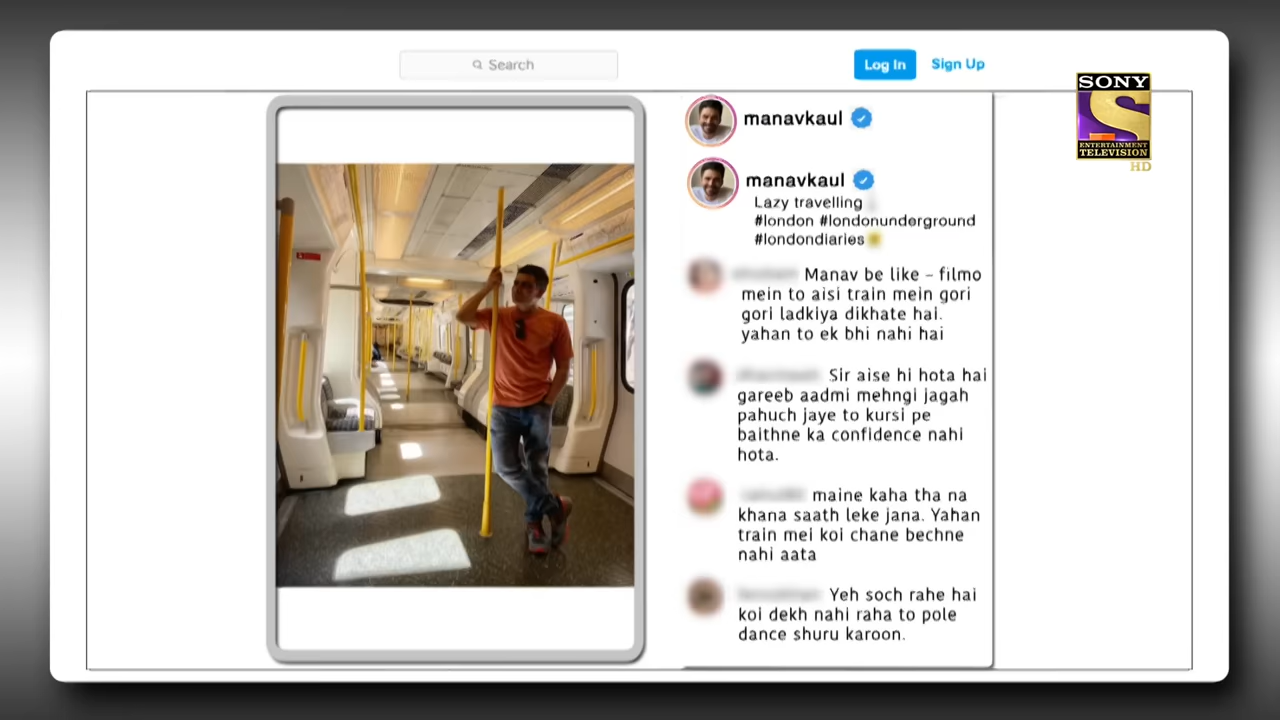 Search
Log In
Sign Up
SONY
ENTERTAINMENT
TELEVISION
HD
manavkaul
manavkaul
Lazy travelling
#london #londonunderground
#londondiaries
Manav be like – filmo
mein to aisi train mein gori
gori ladkiya dikhate hai.
yahan to ek bhi nahi hai
Sir aise hi hota hai
gareeb aadmi mehngi jagah
pahuch jaye to kursi pe
baithne ka confidence nahi
hota.
maine kaha tha na
khana saath leke jana. Yahan
train mei koi chane bechne
nahi aata
Yeh soch rahe hai
koi dekh nahi raha to pole
dance shuru karoon.